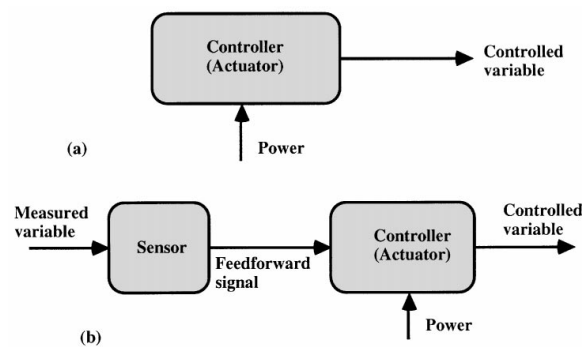 Controller
(Actuator)
Controlled
variable
Power
(a)
Measured
variable
Sensor
Feedforward
signal
Controller
(Actuator)
Controlled
variable
Power
(b)